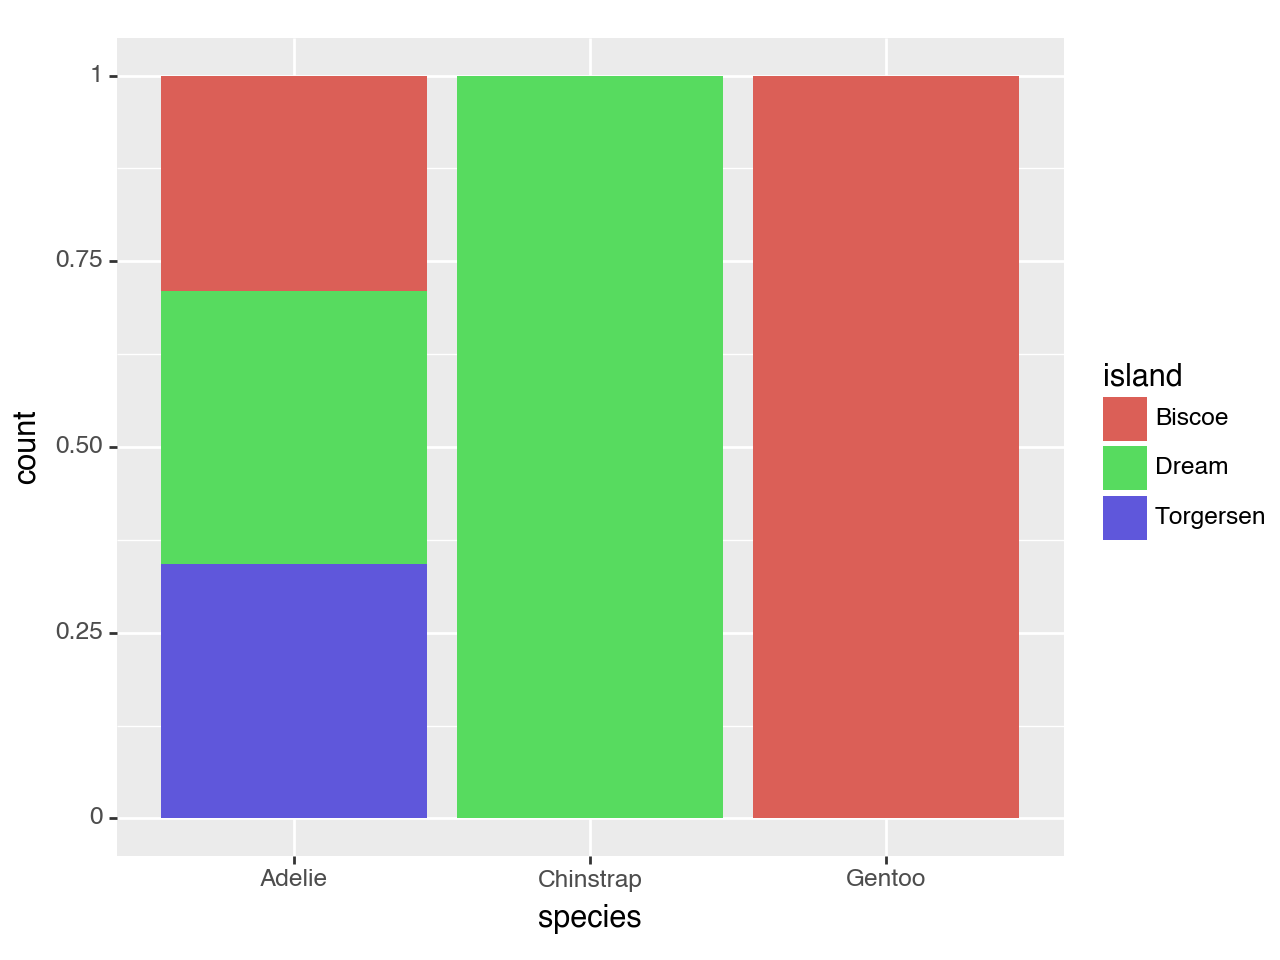 1
0.75
0.50
0.25
0
count
Adelie
Chinstrap
Gentoo
species
island
Biscoe
Dream
Torgersen